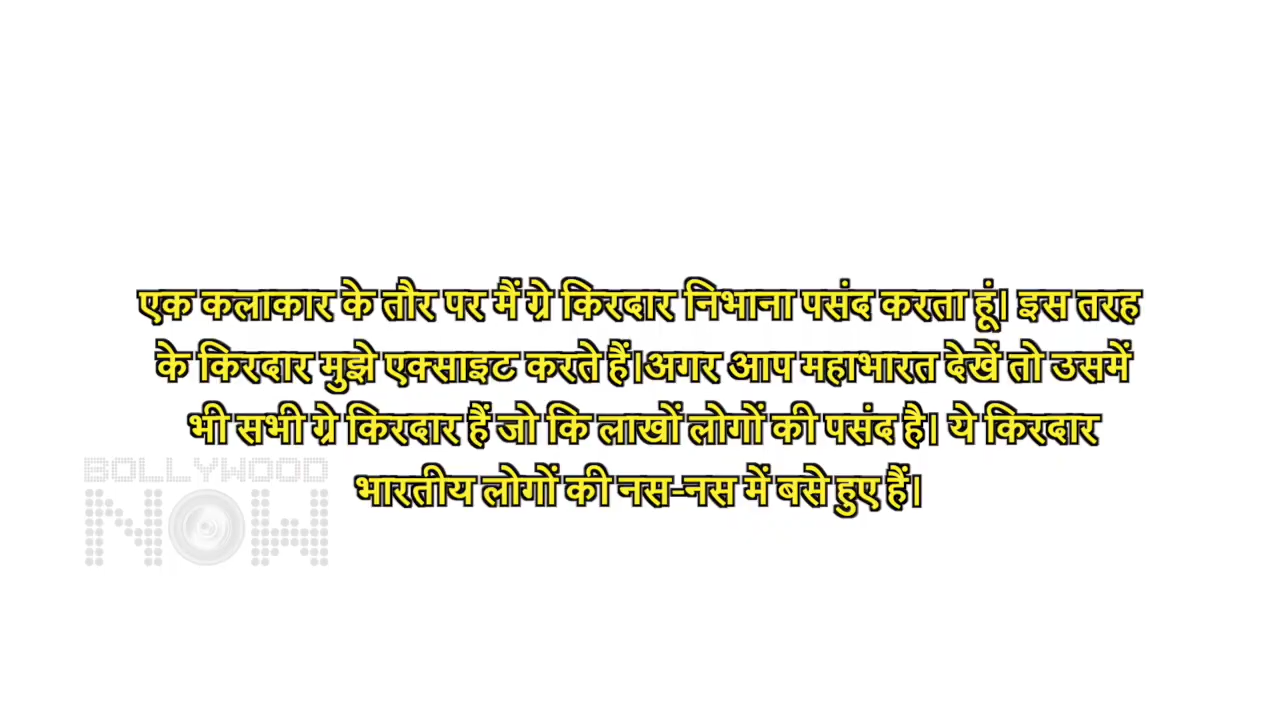 एक कलाकार के तौर पर मैं ग्रे किरदार निभाना पसंद करता हूं। इस तरह
के किरदार मुझे एक्साइट करते हैं।अगर आप महाभारत देखें तो उसमें
भी सभी ग्रे किरदार हैं जो कि लाखों लोगों की पसंद है। ये किरदार
भारतीय लोगों की नस-नस में बसे हुए हैं।
BOLLYWOOD
NOW